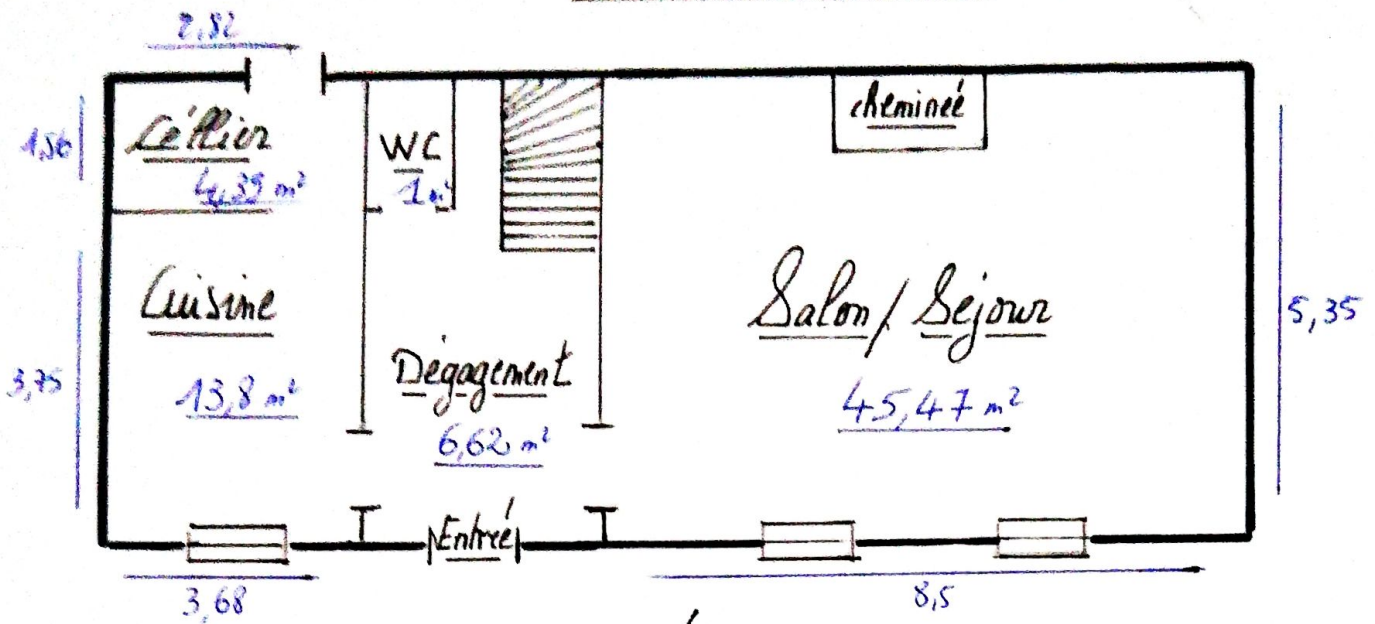 2,82
Céllier
4,39 m²
1,56
WC
1 m²
cheminée
Cuisine
13,8 m²
3,75
Dégagement
6,62 m²
Salon / Séjour
45,47 m²
5,35
Entrée
3,68
8,5